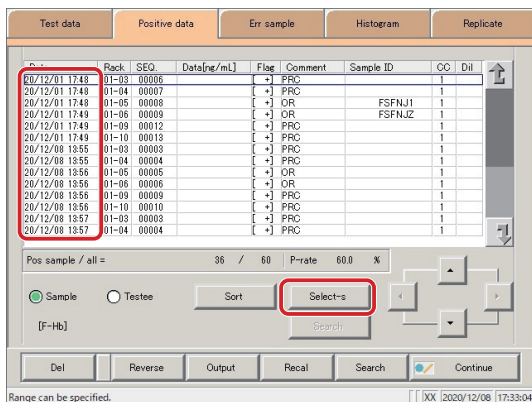 Test data Positive data Err sample Histogram Replicate
Date Rack SEQ. Data[ng/mL] Flag Comment Sample ID CC Dil
20/12/01 17:48 01-03 00006 [ +] PRC 1
20/12/01 17:48 01-04 00007 [ +] PRC 1
20/12/01 17:48 01-05 00008 [ +] OR FSFNJ1 1
20/12/01 17:49 01-06 00009 [ +] OR FSFNJZ 1
20/12/01 17:49 01-09 00012 [ +] PRC 1
20/12/01 17:49 01-10 00013 [ +] PRC 1
20/12/08 13:55 01-03 00003 [ +] PRC 1
20/12/08 13:55 01-04 00004 [ +] PRC 1
20/12/08 13:56 01-05 00005 [ +] OR 1
20/12/08 13:56 01-06 00006 [ +] OR 1
20/12/08 13:56 01-09 00009 [ +] PRC 1
20/12/08 13:56 01-10 00010 [ +] PRC 1
20/12/08 13:57 01-03 00003 [ +] PRC 1
20/12/08 13:57 01-04 00004 [ +] PRC 1
Pos sample / all = 36 / 60 P-rate 60.0 %
Sample Testee Sort Select-s
[F-Hb] Search
Del Reverse Output Recal Search Continue
Range can be specified. XX 2020/12/08 17:33:04